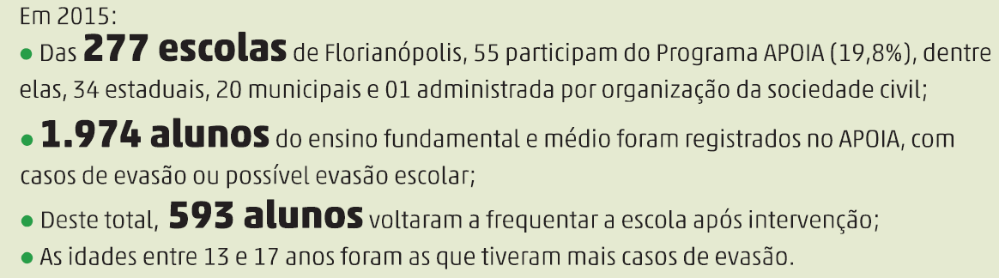 Em 2015:
• Das 277 escolas de Florianópolis, 55 participam do Programa APOIA (19,8%), dentre
elas, 34 estaduais, 20 municipais e 01 administrada por organização da sociedade civil;
• 1.974 alunos do ensino fundamental e médio foram registrados no APOIA, com
casos de evasão ou possível evasão escolar;
• Deste total, 593 alunos voltaram a frequentar a escola após intervenção;
• As idades entre 13 e 17 anos foram as que tiveram mais casos de evasão.